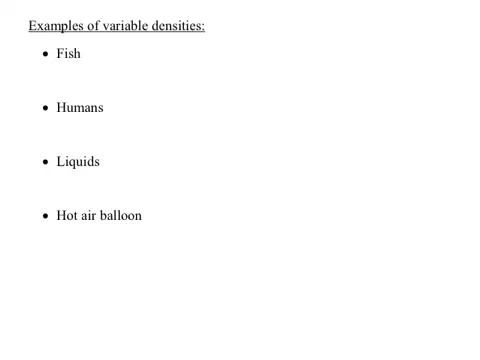 Examples of variable densities:
• Fish
• Humans
• Liquids
• Hot air balloon